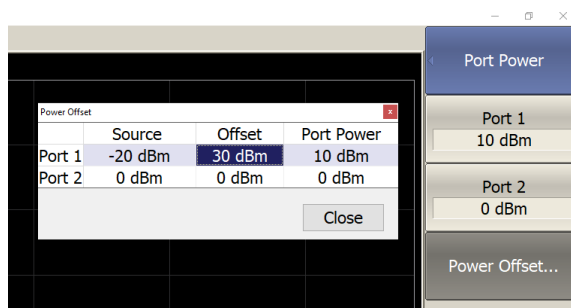 Port Power
Power Offset
Source Offset Port Power
Port 1 -20 dBm 30 dBm 10 dBm
Port 2 0 dBm 0 dBm 0 dBm
Close
Port 1
10 dBm
Port 2
0 dBm
Power Offset...